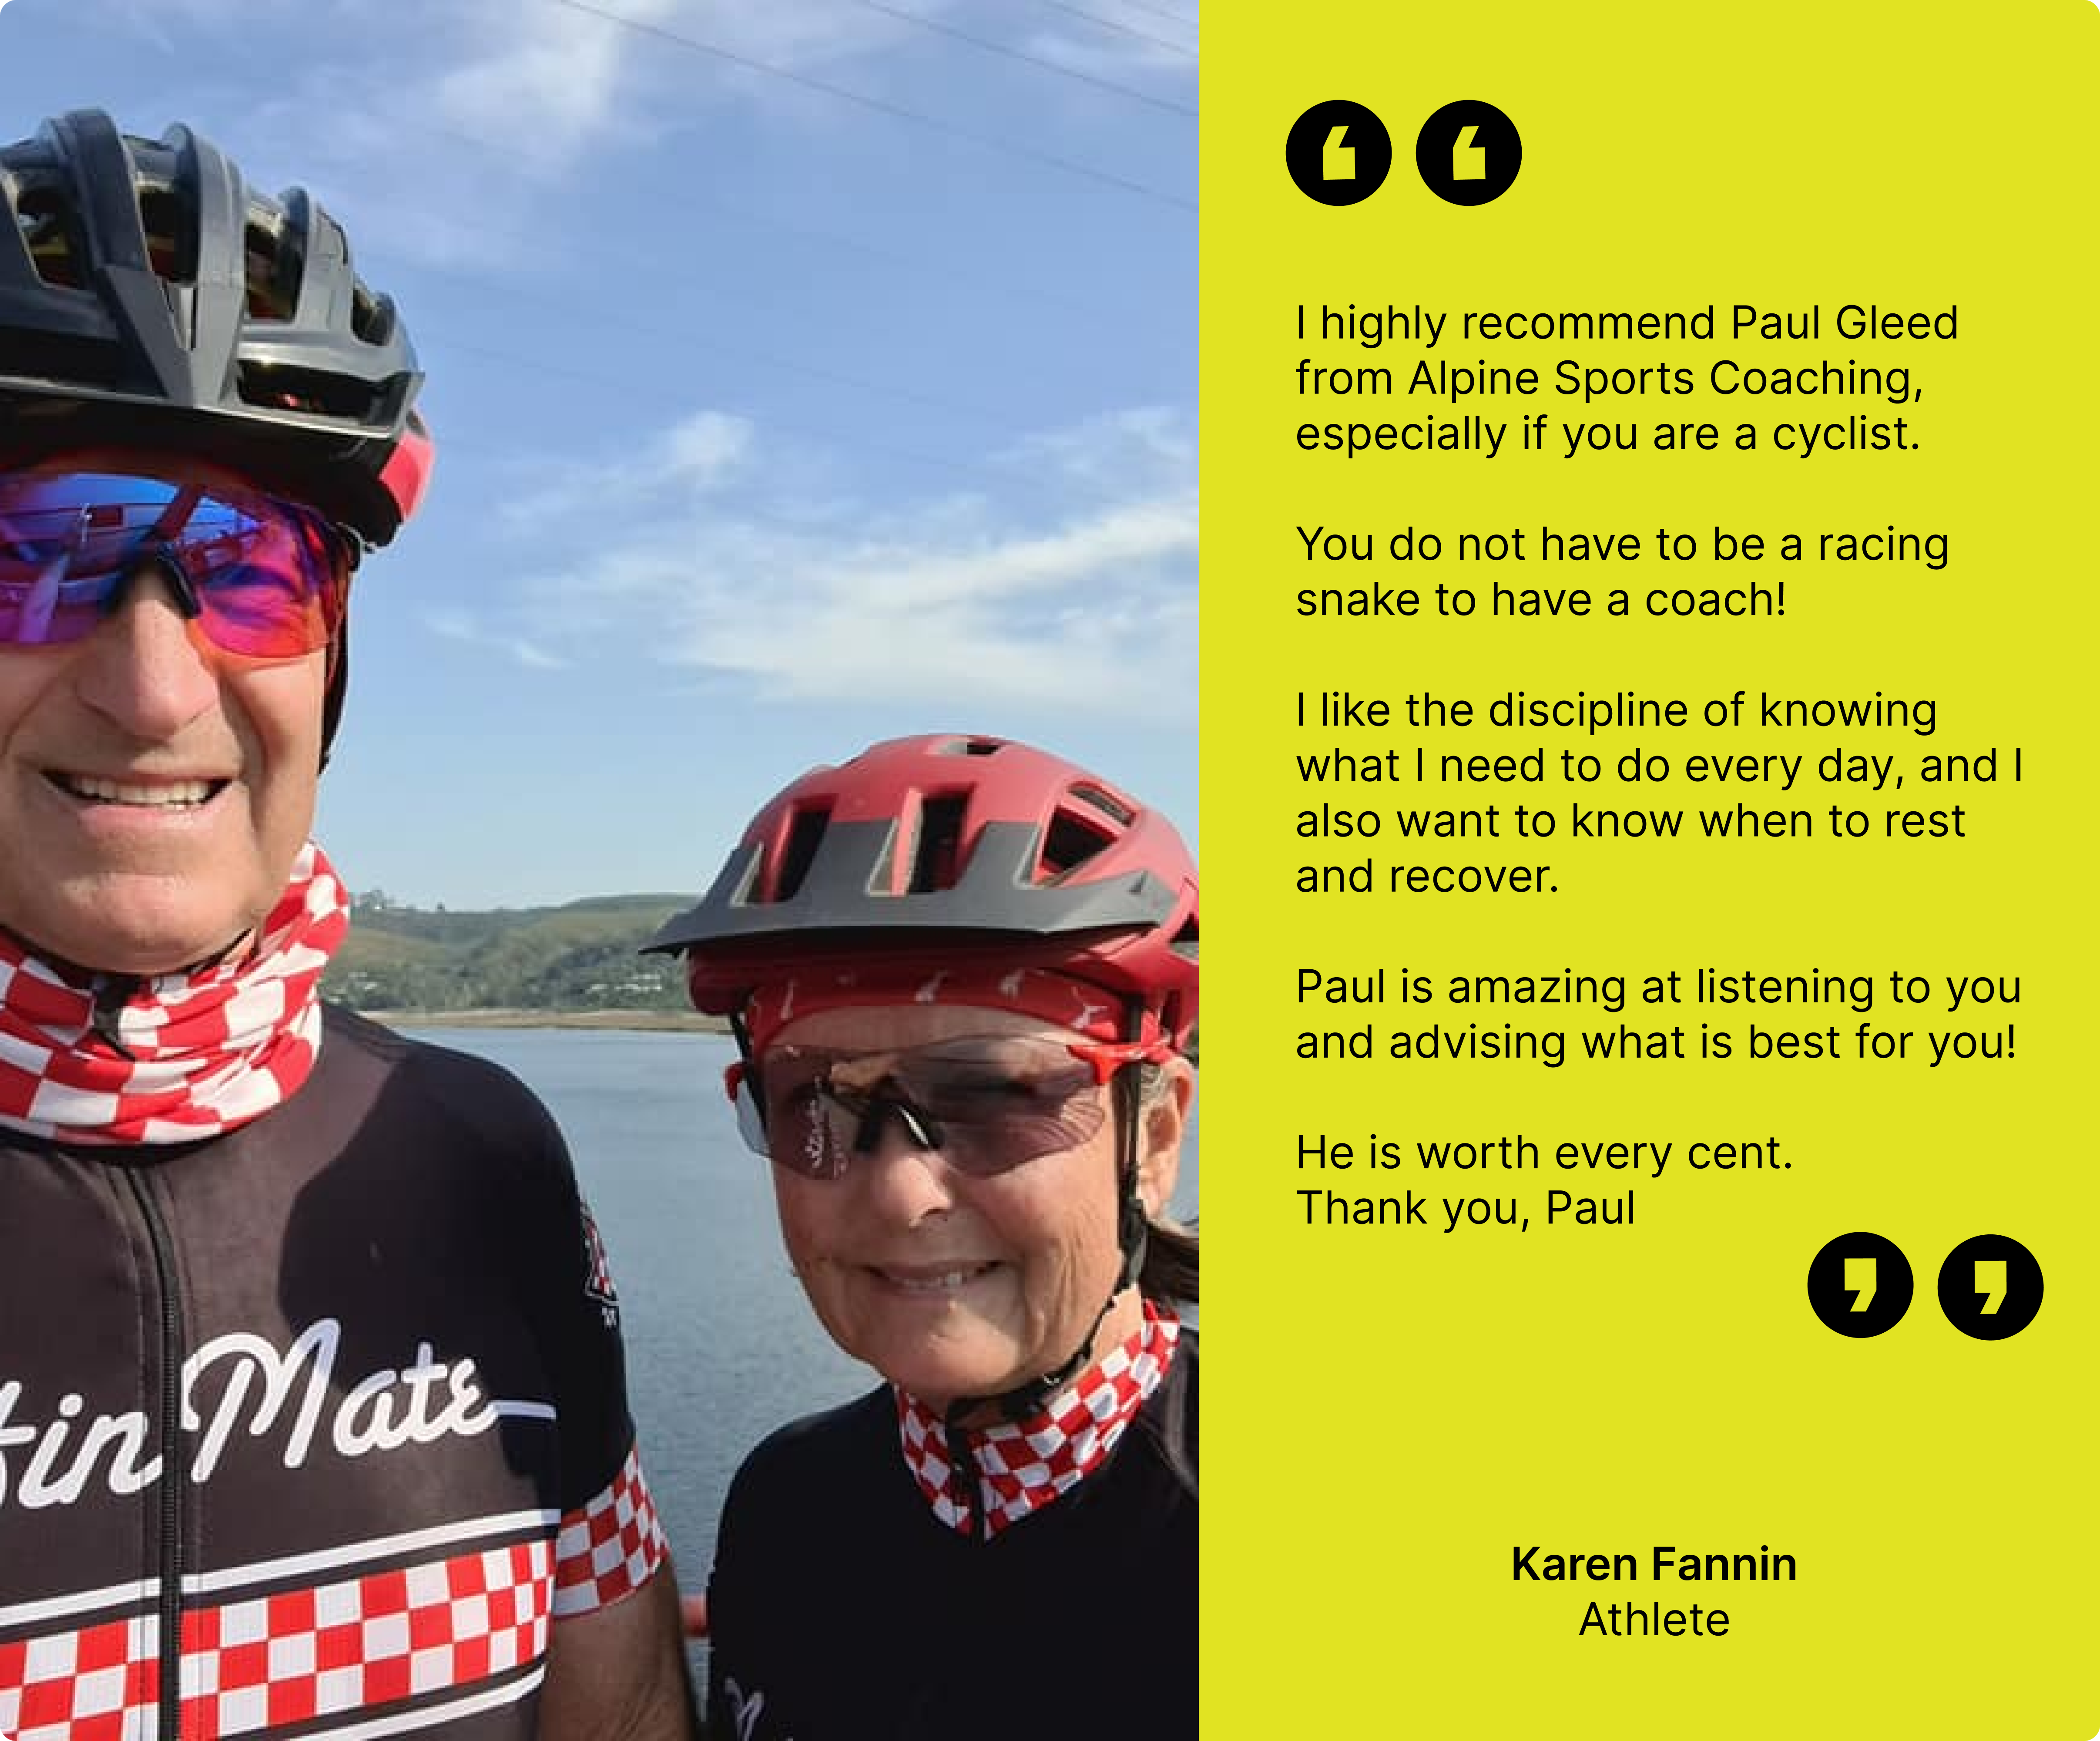 I highly recommend Paul Gleed
from Alpine Sports Coaching,
especially if you are a cyclist.
You do not have to be a racing
snake to have a coach!
I like the discipline of knowing
what I need to do every day, and I
also want to know when to rest
and recover.
Paul is amazing at listening to you
and advising what is best for you!
He is worth every cent.
Thank you, Paul
Karen Fannin
Athlete
Mate